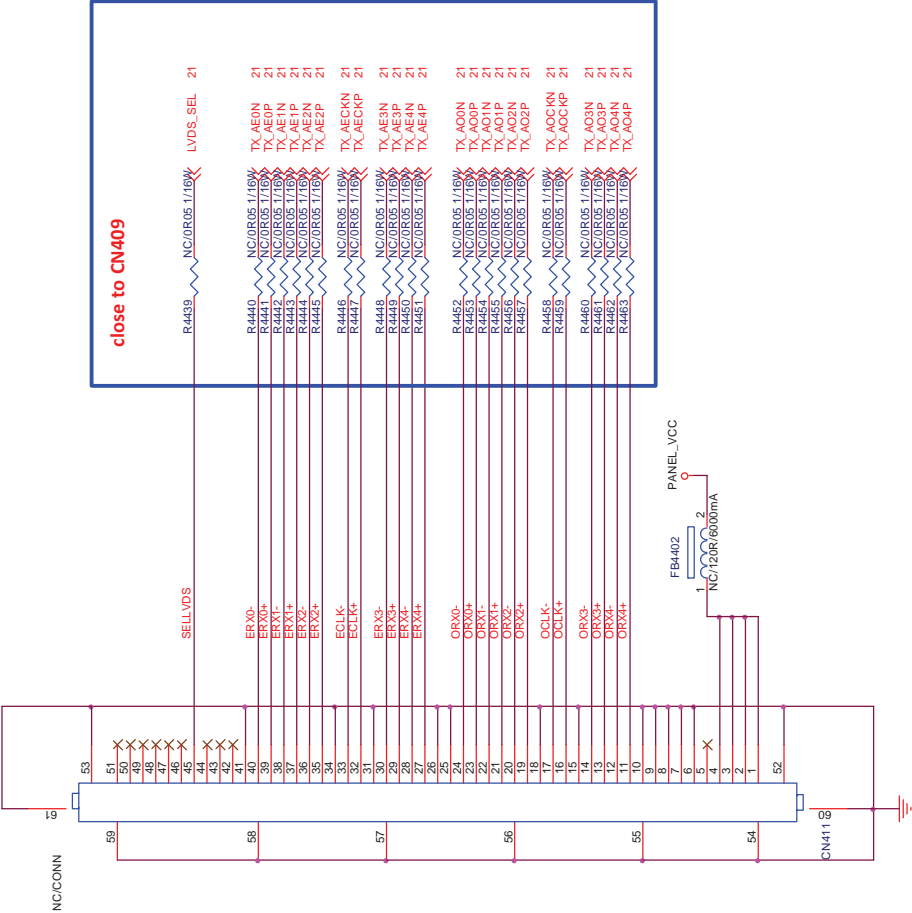 close to CN409
LVDS_SEL 21
TX_AE0N 21
TX_AE0P 21
TX_AE1N 21
TX_AE1P 21
TX_AE2N 21
TX_AE2P 21
TX_AECKN 21
TX_AECKP 21
TX_AE3N 21
TX_AE3P 21
TX_AE4N 21
TX_AE4P 21
TX_AO0N 21
TX_AO0P 21
TX_AO1N 21
TX_AO1P 21
TX_AO2N 21
TX_AO2P 21
TX_AOCKN 21
TX_AOCKP 21
TX_AO3N 21
TX_AO3P 21
TX_AO4N 21
TX_AO4P 21
R4439 NC/0R05 1/16W
R4440 NC/0R05 1/16W
R4441 NC/0R05 1/16W
R4442 NC/0R05 1/16W
R4443 NC/0R05 1/16W
R4444 NC/0R05 1/16W
R4445 NC/0R05 1/16W
R4446 NC/0R05 1/16W
R4447 NC/0R05 1/16W
R4448 NC/0R05 1/16W
R4449 NC/0R05 1/16W
R4450 NC/0R05 1/16W
R4451 NC/0R05 1/16W
R4452 NC/0R05 1/16W
R4453 NC/0R05 1/16W
R4454 NC/0R05 1/16W
R4455 NC/0R05 1/16W
R4456 NC/0R05 1/16W
R4457 NC/0R05 1/16W
R4458 NC/0R05 1/16W
R4459 NC/0R05 1/16W
R4460 NC/0R05 1/16W
R4461 NC/0R05 1/16W
R4462 NC/0R05 1/16W
R4463 NC/0R05 1/16W
PANEL_VCC
FB4402
1 2
NC/120R/6000mA
SELLVDS
ERX0-
ERX0+
ERX1-
ERX1+
ERX2-
ERX2+
ECLK-
ECLK+
ERX3-
ERX3+
ERX4-
ERX4+
ORX0-
ORX0+
ORX1-
ORX1+
ORX2-
ORX2+
OCLK-
OCLK+
ORX3-
ORX3+
ORX4-
ORX4+
53
51
50
49
48
47
46
45
44
43
42
41
40
39
38
37
36
35
34
33
32
31
30
29
28
27
26
25
24
23
22
21
20
19
18
17
16
15
14
13
12
11
10
9
8
7
6
5
4
3
2
1
52
61
59
58
57
56
55
54
60
CN411
NC/CONN